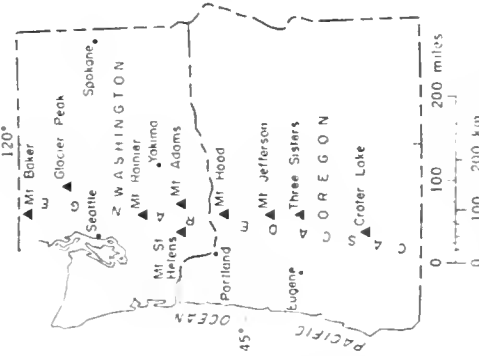 120°
Mt Baker
Glacier Peak
Seattle
Spokane
WASHINGTON
Mt Rainier
Yakima
Mt St
Helens
Mt Adams
Portland
Mt Hood
45°
Mt Jefferson
Three Sisters
Eugene
OREGON
Crater Lake
PACIFIC
OCEAN
0 100 200 miles
0 100 200 km